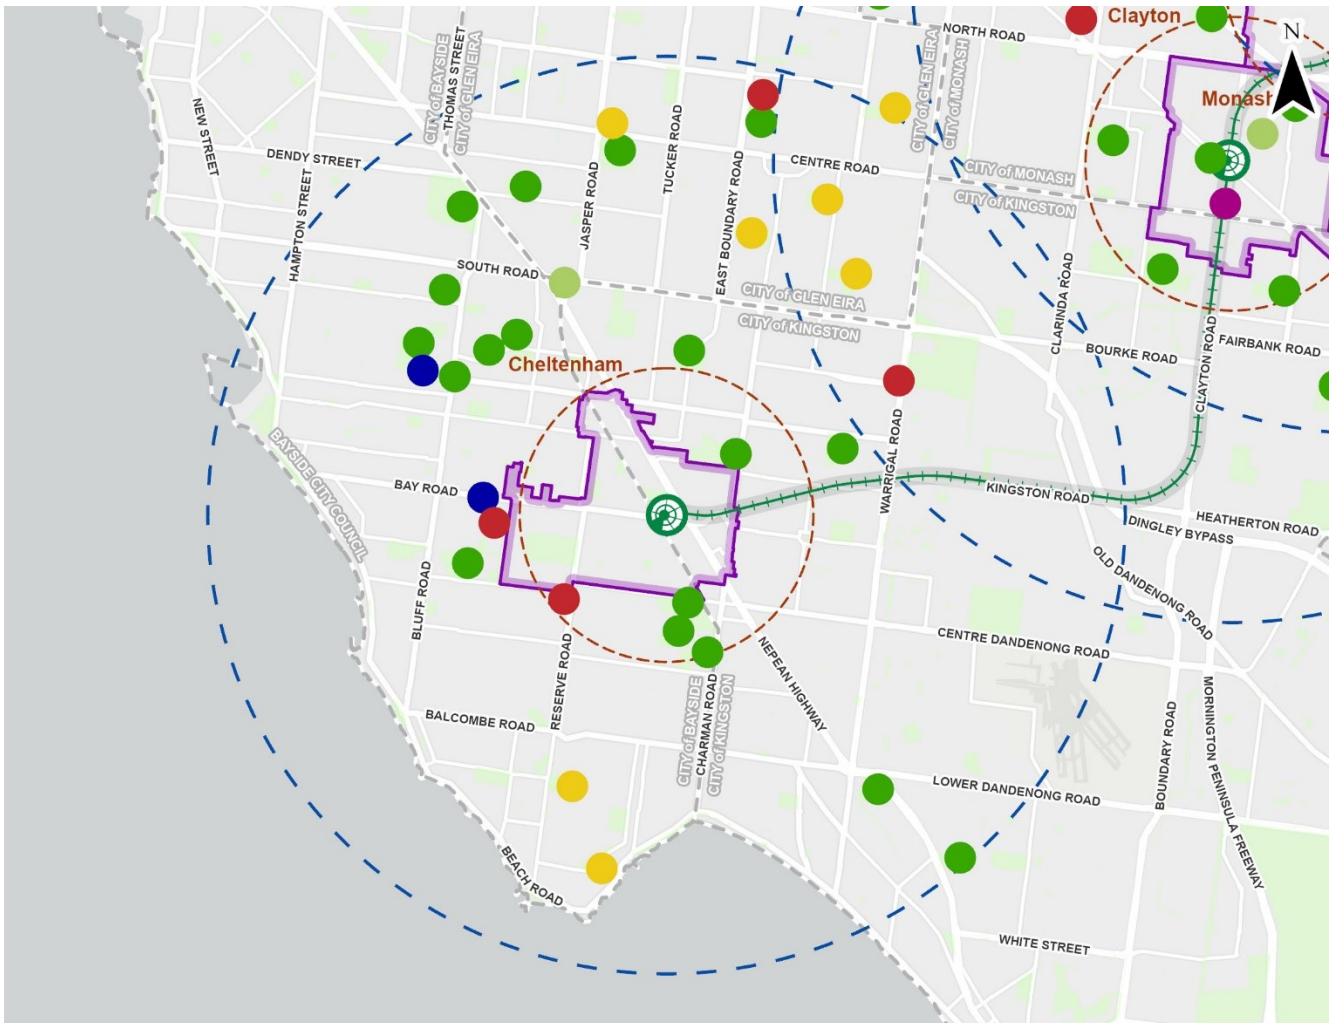 Clayton
NORTH ROAD
N
CITY of BAYSIDE
THOMAS STREET
CITY of GLEN EIRA
CITY of GLEN EIRA
CITY of MONASH
Monash
NEW STREET
DENDY STREET
TUCKER ROAD
CENTRE ROAD
CITY of MONASH
CITY of KINGSTON
HAMPTON STREET
JASPER ROAD
EAST BOUNDARY ROAD
SOUTH ROAD
CITY of GLEN EIRA
CITY of KINGSTON
CLARINDA ROAD
BOURKE ROAD
FAIRBANK ROAD
CLAYTON ROAD
Cheltenham
BAYSIDE CITY COUNCIL
BAY ROAD
WARRIGAL ROAD
KINGSTON ROAD
HEATHERTON ROAD
DINGLEY BYPASS
OLD DANDENONG ROAD
BLUFF ROAD
RESERVE ROAD
NEPEAN HIGHWAY
CENTRE DANDENONG ROAD
CITY of BAYSIDE
CHARMAN ROAD
CITY of KINGSTON
BALCOMBE ROAD
LOWER DANDENONG ROAD
BOUNDARY ROAD
MORNINGTON PENINSULA FREEWAY
BEACH ROAD
WHITE STREET